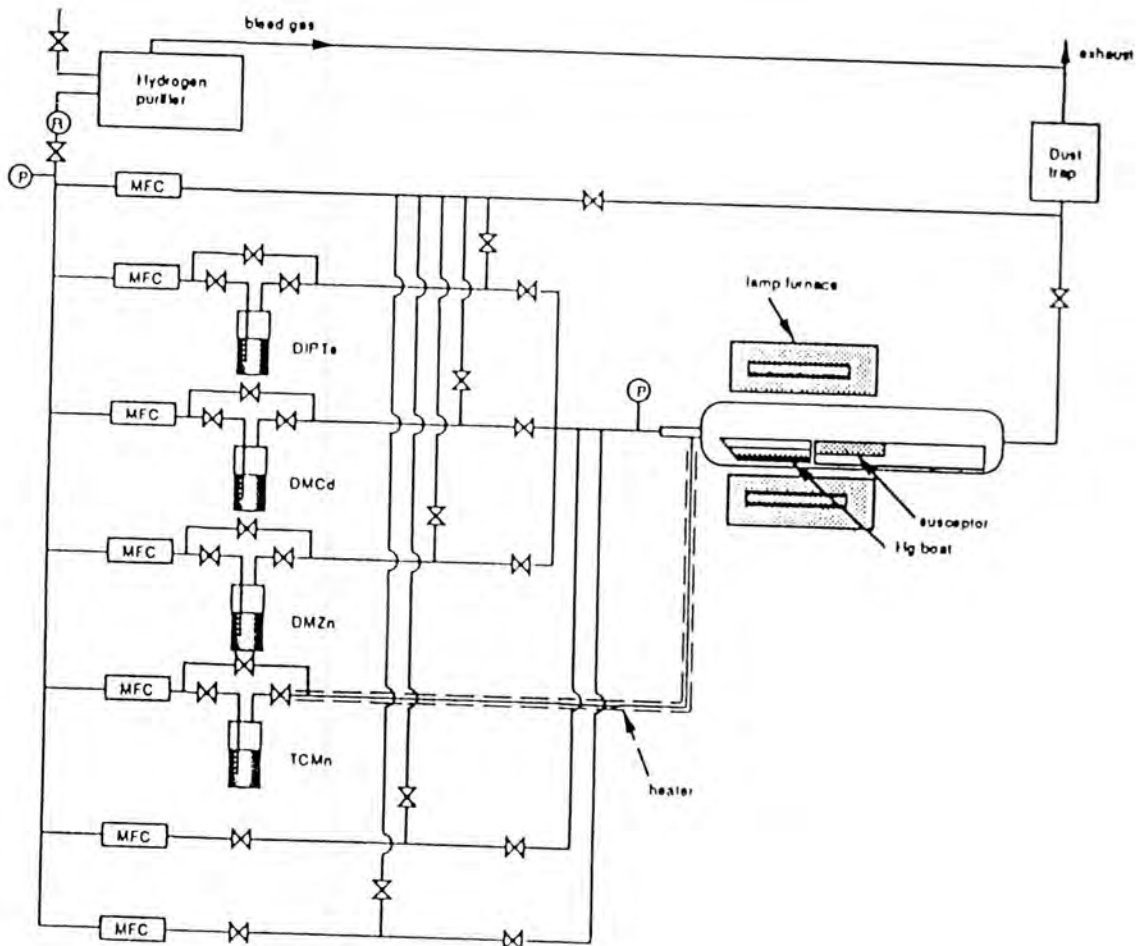 bleed gas
exhaust
Hydrogen
purifier
R
Dust
trap
P
MFC
MFC
lamp furnace
DIPTe
P
MFC
DMCd
susceptor
Hg boat
MFC
DMZn
MFC
TCMn
heater
MFC
MFC